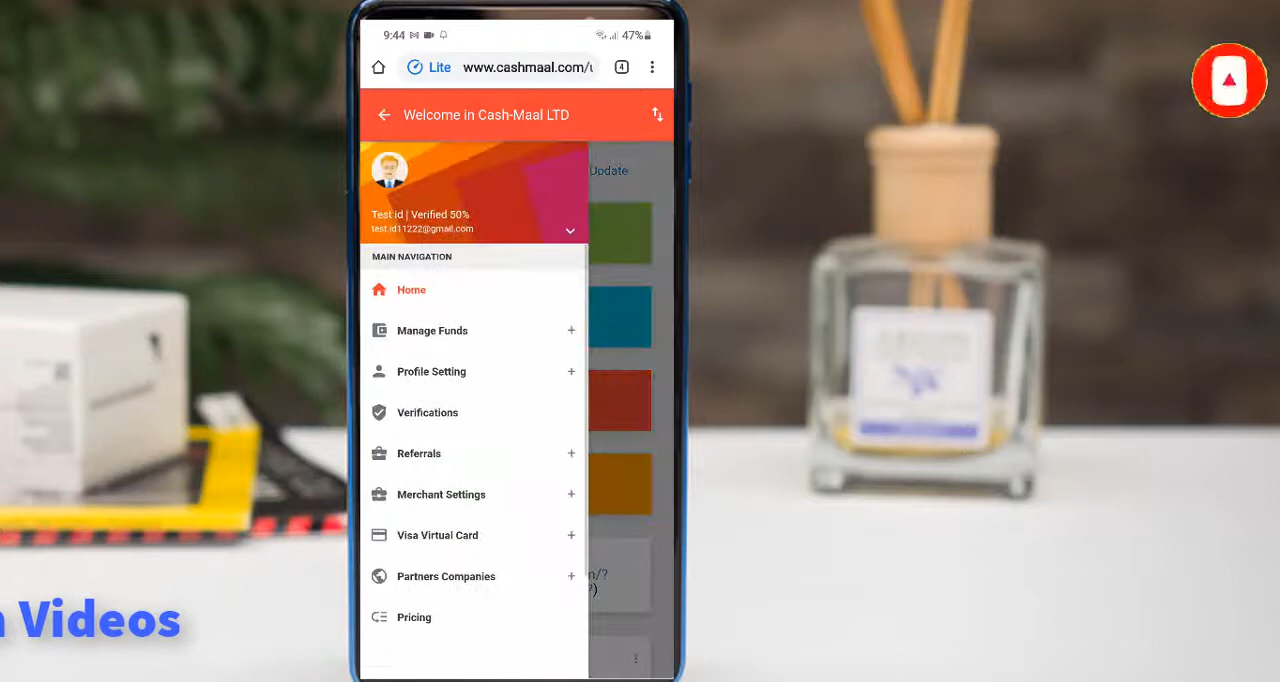 9:44
47%
Lite www.cashmaal.com/u
4
Welcome in Cash-Maal LTD
Update
Test id | Verified 50%
test.id11222@gmail.com
MAIN NAVIGATION
Home
Manage Funds +
Profile Setting +
Verifications
Referrals +
Merchant Settings +
Visa Virtual Card +
Partners Companies +
n/?
?)
Pricing
Videos